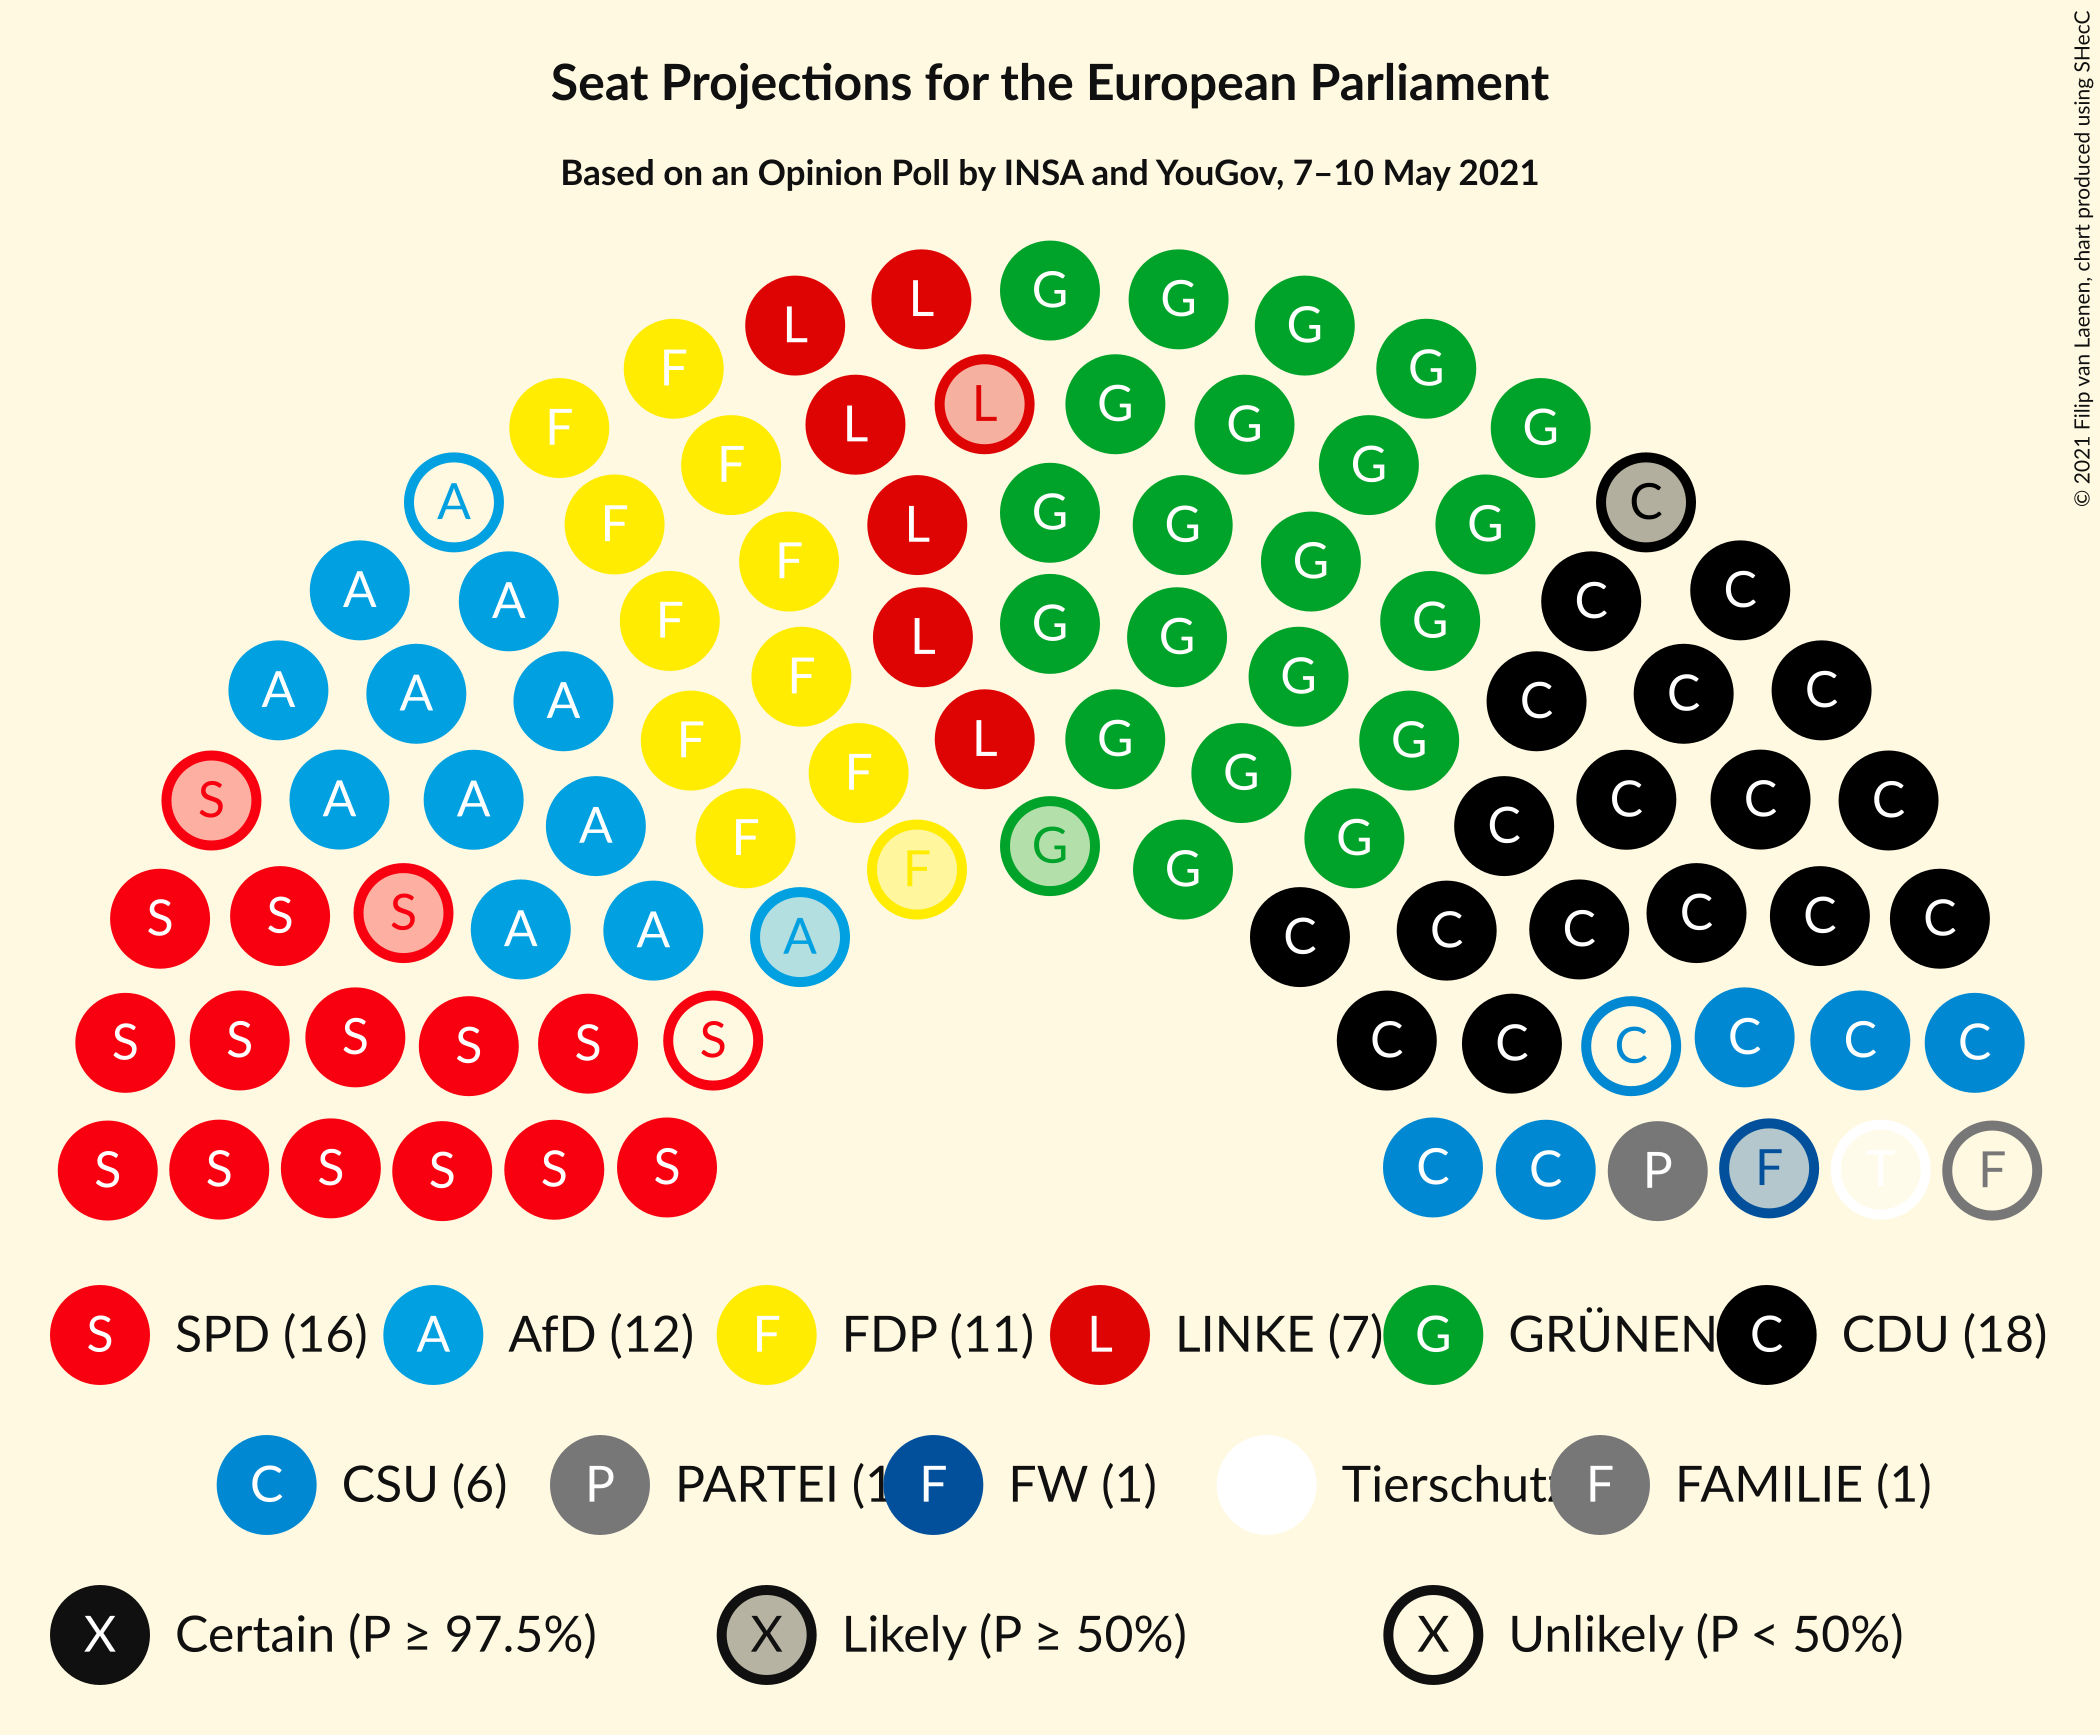 Seat Projections for the European Parliament
Based on an Opinion Poll by INSA and YouGov, 7–10 May 2021
© 2021 Filip van Laenen, chart produced using SHecC
L L G G G G
F F L L G G G G G
A F F L G G G G C
A A F F L G G G G C C
A A A F F L G G G G C C C
S A A A F F G G C C C C
S S S A A A F G G C C C C C C
S S S S S S C C C C C C
S S S S S S C C P F T F
S SPD (16) A AfD (12) F FDP (11) L LINKE (7) G GRÜNEN C CDU (18)
C CSU (6) P PARTEI (1 F FW (1) Tierschutz F FAMILIE (1)
X Certain (P ≥ 97.5%) X Likely (P ≥ 50%) X Unlikely (P < 50%)